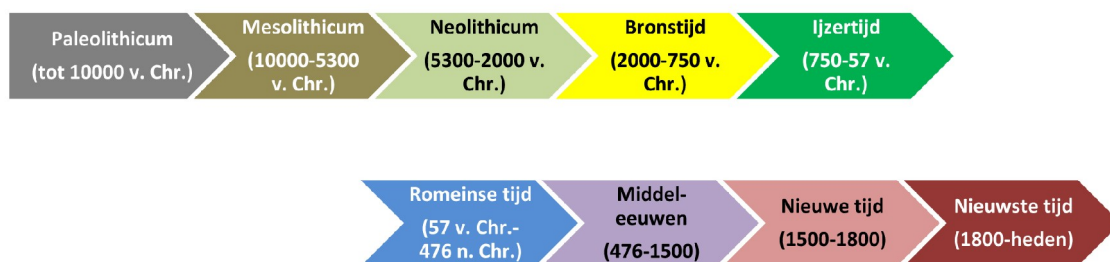 Paleolithicum
(tot 10000 v. Chr.)
Mesolithicum
(10000-5300
v. Chr.)
Neolithicum
(5300-2000 v.
Chr.)
Bronstijd
(2000-750 v.
Chr.)
Ijzertijd
(750-57 v.
Chr.)
Romeinse tijd
(57 v. Chr.-
476 n. Chr.)
Middel-
eeuwen
(476-1500)
Nieuwe tijd
(1500-1800)
Nieuwste tijd
(1800-heden)